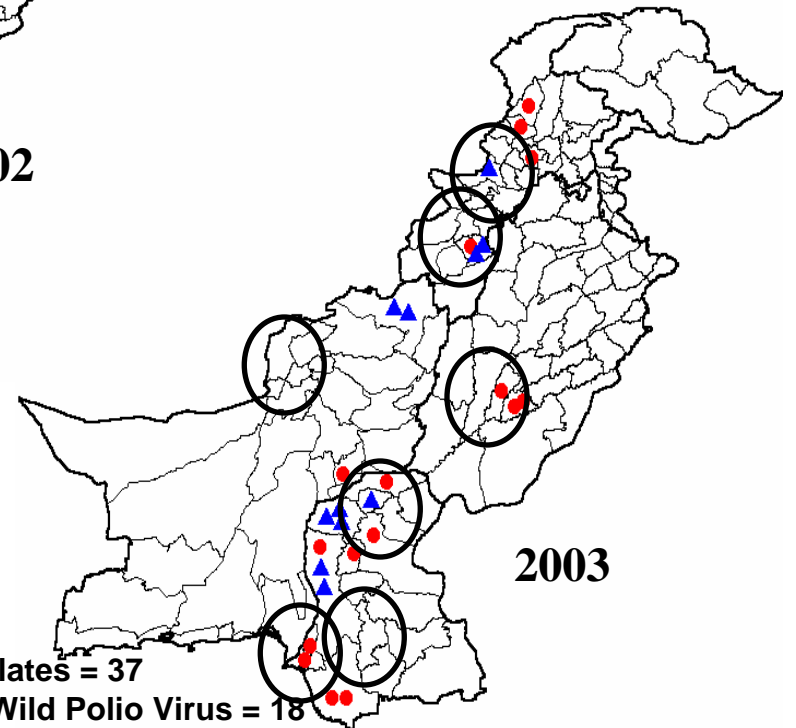 02
2003
lates = 37
Wild Polio Virus = 18